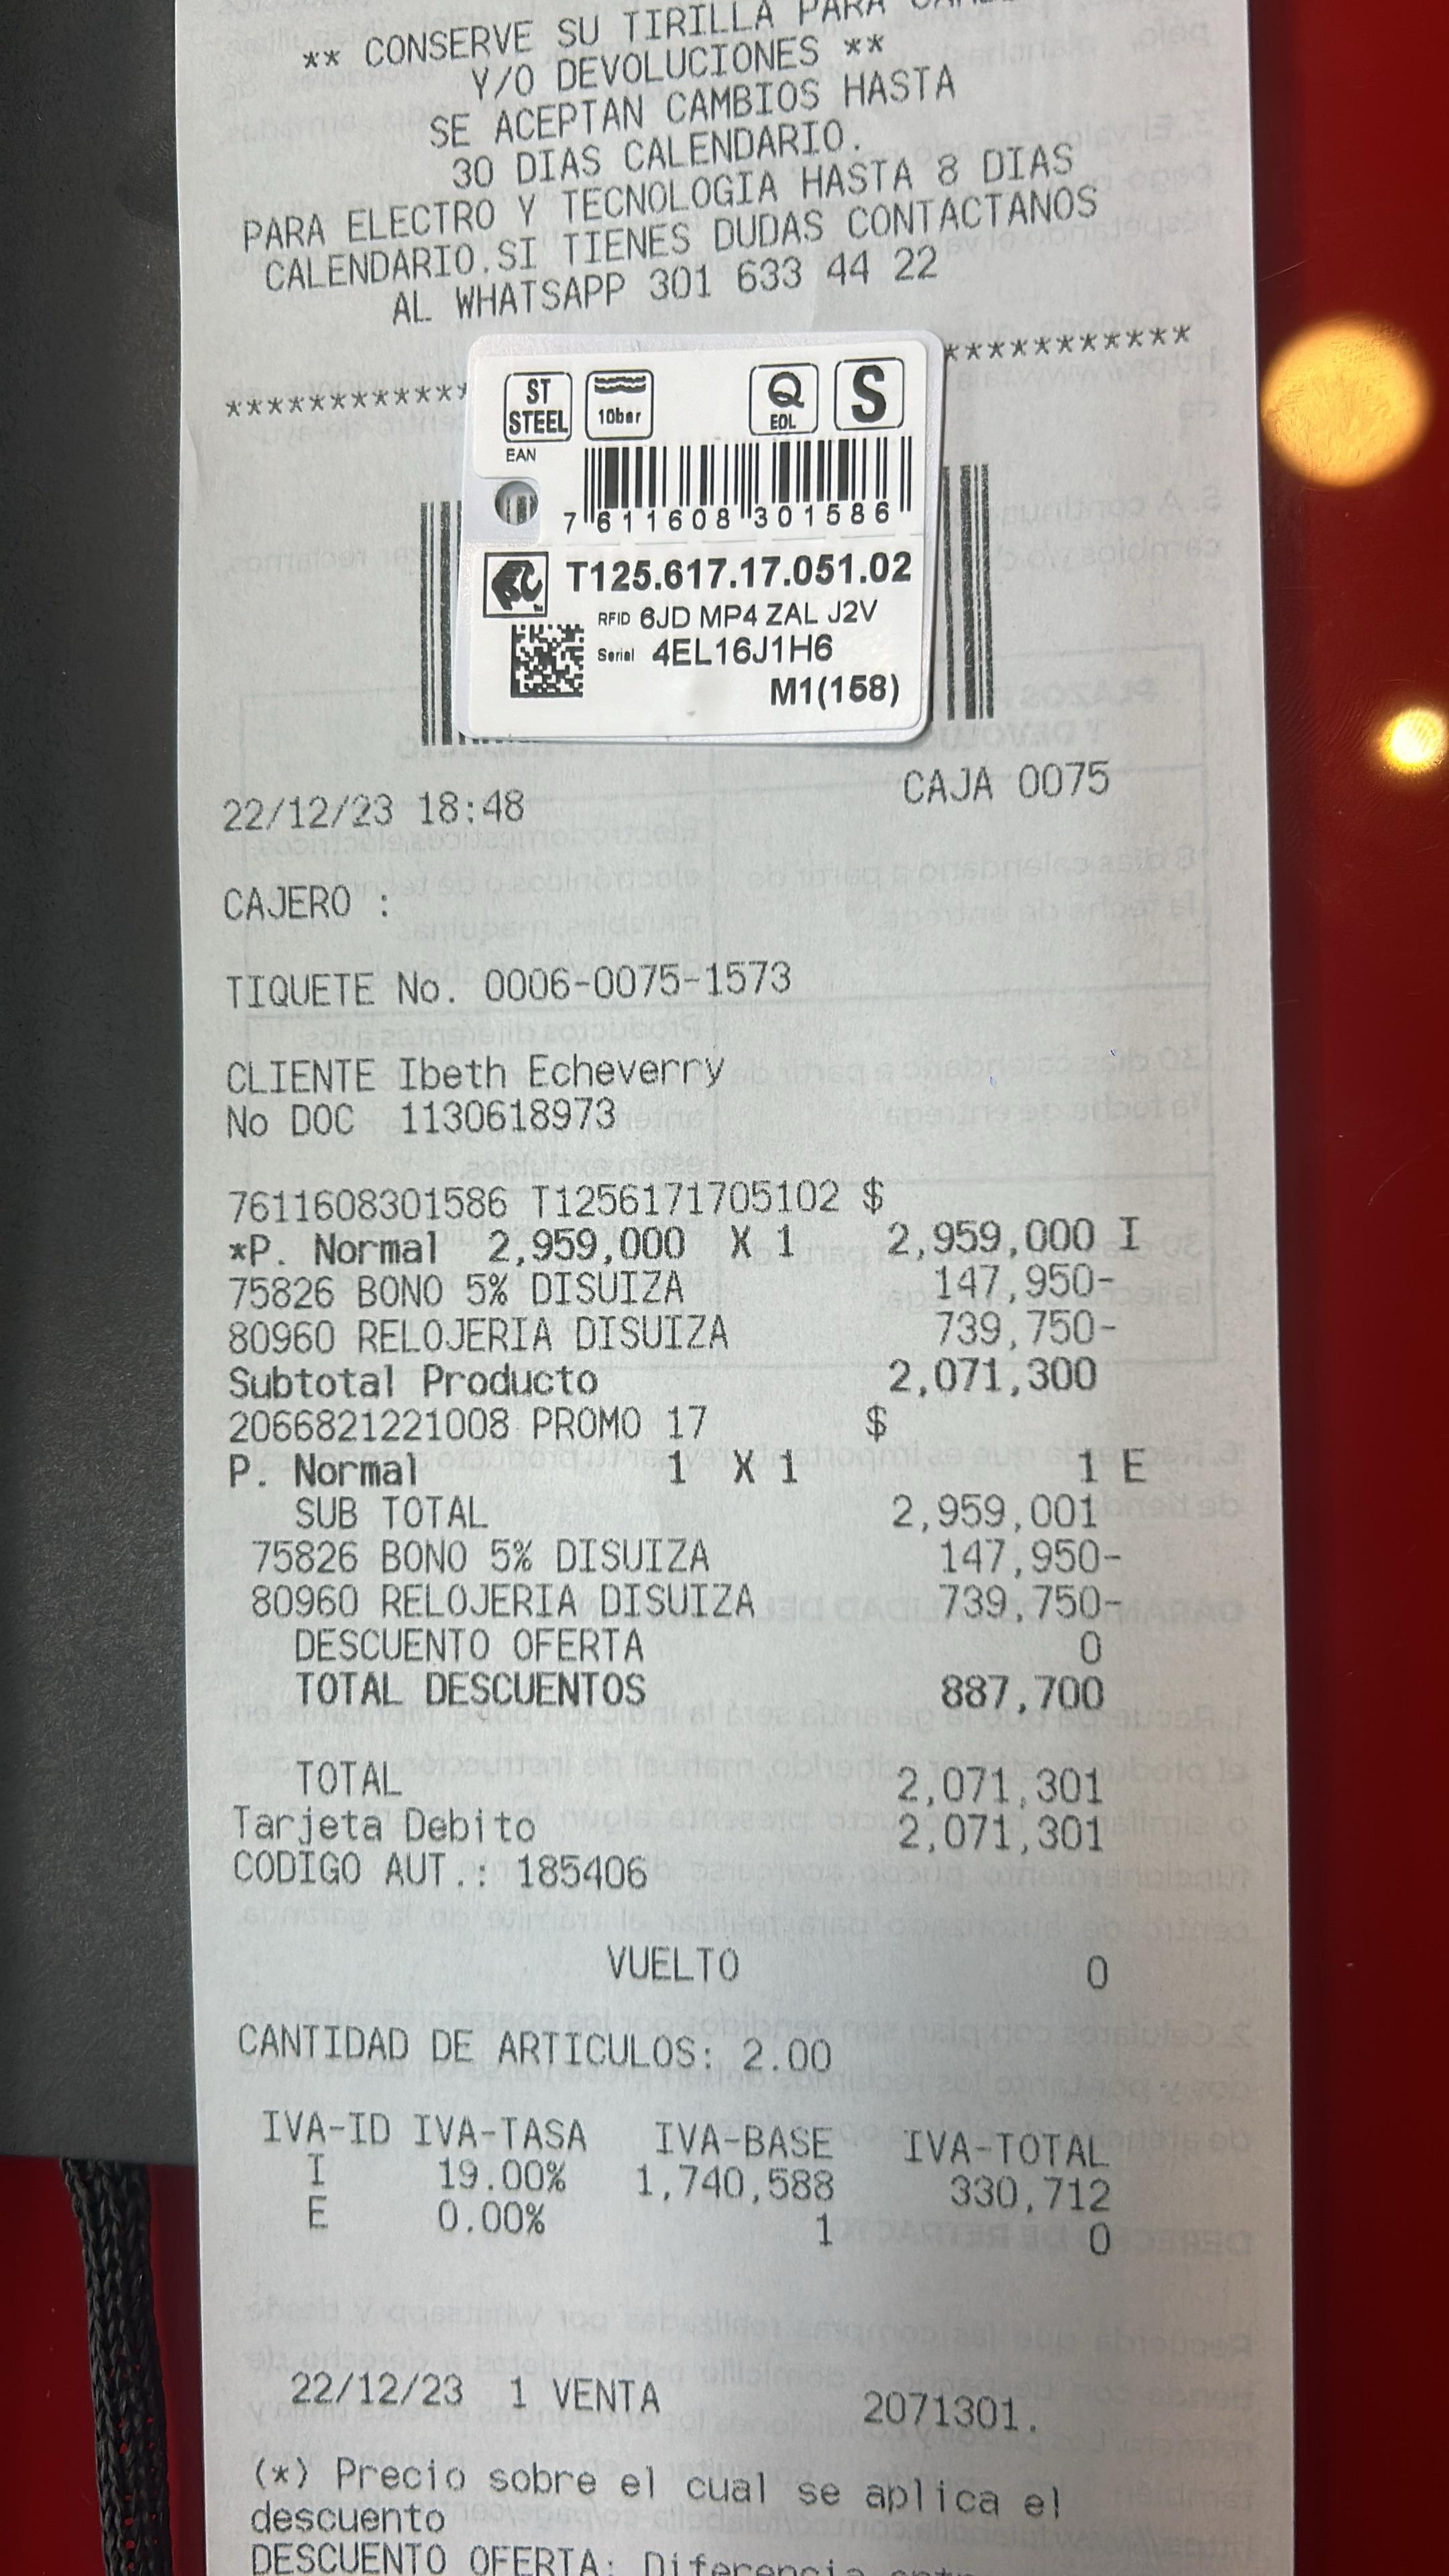 ** CONSERVE SU TIRILLA PARA
Y/O DEVOLUCIONES **
SE ACEPTAN CAMBIOS HASTA
30 DIAS CALENDARIO.
PARA ELECTRO Y TECNOLOGIA HASTA 8 DIAS
CALENDARIO.SI TIENES DUDAS CONTACTANOS
AL WHATSAPP 301 633 44 22
ST STEEL
10bar
Q EOL
S
EAN
7 611608 301586
T125.617.17.051.02
RFID 6JD MP4 ZAL J2V
Serial 4EL16J1H6
M1(158)
22/12/23 18:48 CAJA 0075
CAJERO :
TIQUETE No. 0006-0075-1573
CLIENTE Ibeth Echeverry
No DOC 1130618973
7611608301586 T1256171705102 $
*P. Normal 2,959,000 X 1 2,959,000 I
75826 BONO 5% DISUIZA 147,950-
80960 RELOJERIA DISUIZA 739,750-
Subtotal Producto 2,071,300
2066821221008 PROMO 17 $
P. Normal 1 X 1 1 E
SUB TOTAL 2,959,001
75826 BONO 5% DISUIZA 147,950-
80960 RELOJERIA DISUIZA 739,750-
DESCUENTO OFERTA 0
TOTAL DESCUENTOS 887,700
TOTAL 2,071,301
Tarjeta Debito 2,071,301
CODIGO AUT.: 185406
VUELTO 0
CANTIDAD DE ARTICULOS: 2.00
IVA-ID IVA-TASA IVA-BASE IVA-TOTAL
I 19.00% 1,740,588 330,712
E 0.00% 1 0
22/12/23 1 VENTA 2071301.
(*) Precio sobre el cual se aplica el
descuento
DESCUENTO OFERTA: Diferencia